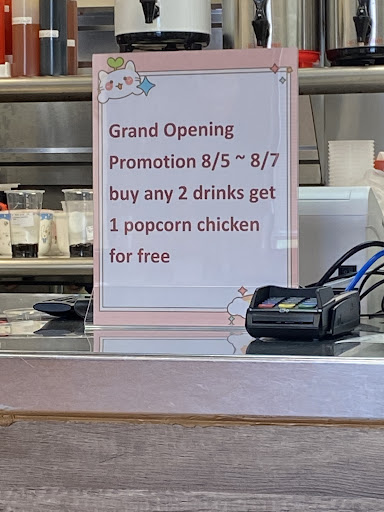 Grand Opening
Promotion 8/5 ~ 8/7
buy any 2 drinks get
1 popcorn chicken
for free